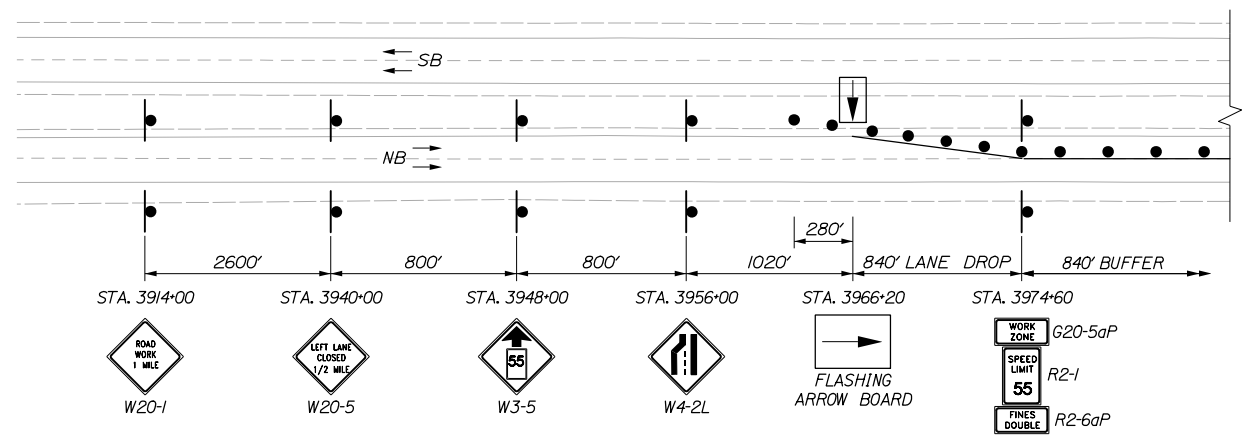 SB
NB
280'
2600'
800'
800'
1020'
840' LANE DROP
840' BUFFER
STA. 3914+00
STA. 3940+00
STA. 3948+00
STA. 3956+00
STA. 3966+20
STA. 3974+60
ROAD
WORK
1 MILE
W20-1
LEFT LANE
CLOSED
1/2 MILE
W20-5
55
W3-5
W4-2L
FLASHING
ARROW BOARD
WORK
ZONE
G20-5aP
SPEED
LIMIT
55
R2-1
FINES
DOUBLE
R2-6aP